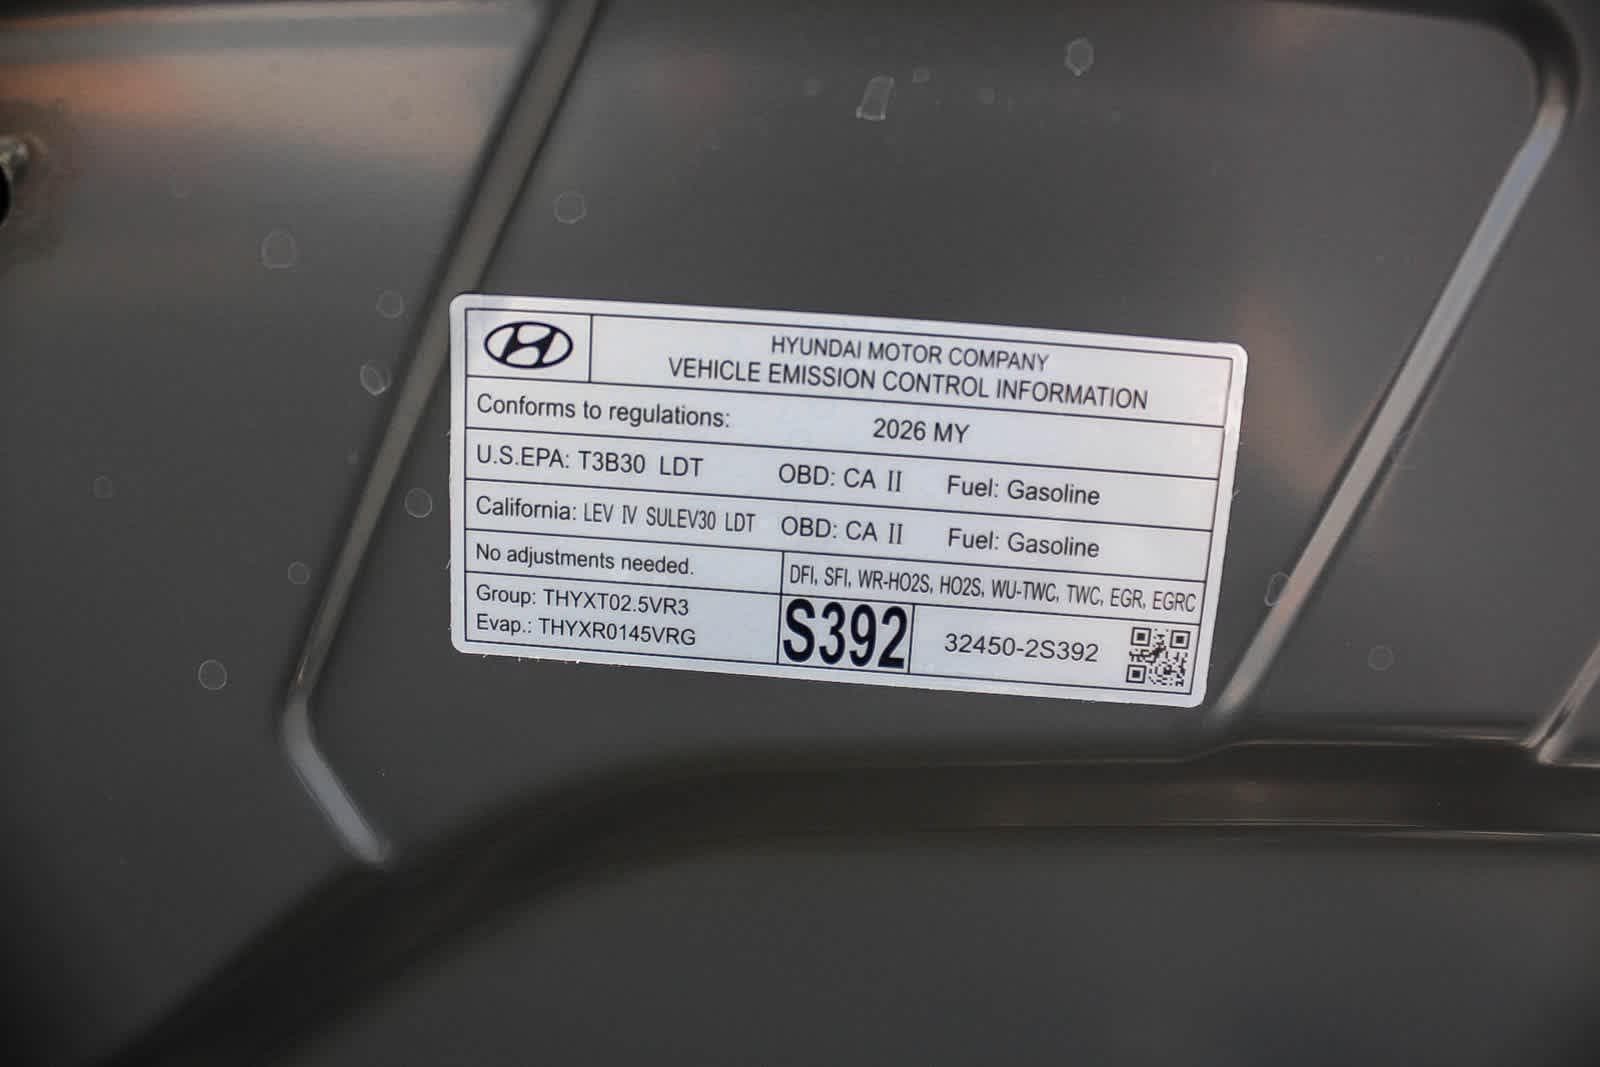 HYUNDAI MOTOR COMPANY
VEHICLE EMISSION CONTROL INFORMATION
Conforms to regulations: 2026 MY
U.S.EPA: T3B30 LDT OBD: CA II Fuel: Gasoline
California: LEV IV SULEV30 LDT OBD: CA II Fuel: Gasoline
No adjustments needed.
DFI, SFI, WR-HO2S, HO2S, WU-TWC, TWC, EGR, EGRC
Group: THYXT02.5VR3
Evap.: THYXR0145VRG
S392
32450-2S392